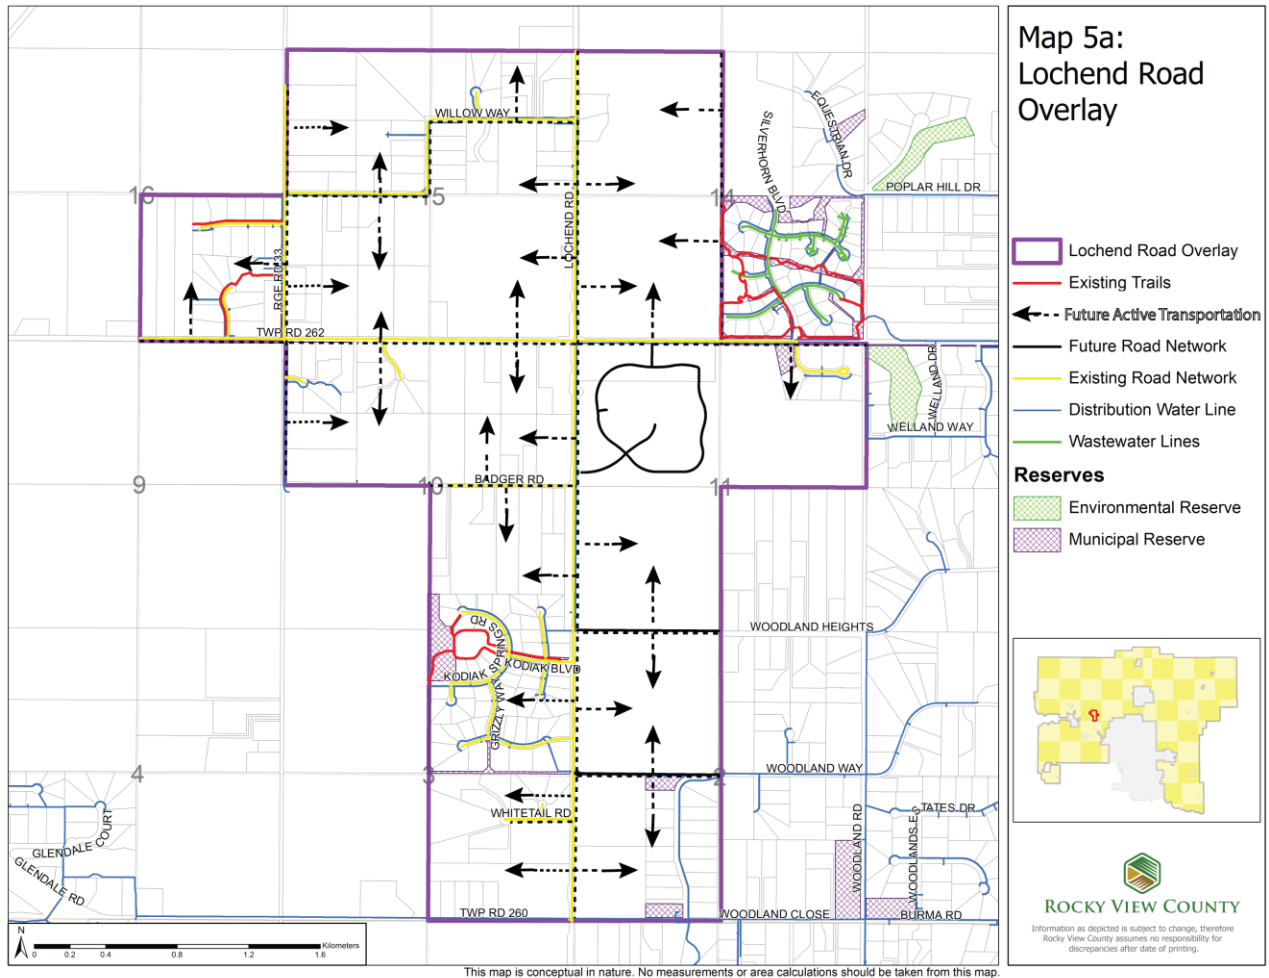 Map 5a:
Lochend Road
Overlay
WILLOW WAY
EQUESTRIAN DR
SILVERHORN BLVD
POPLAR HILL DR
16
15
14
LOCHEND RD
RGE RD 33
TWP RD 262
WELLAND DR
WELLAND WAY
BADGER RD
9
10
11
WOODLAND HEIGHTS
SPRINGS RD
KODIAK
KODIAK BLVD
GRIZZLY WAY
WOODLAND WAY
4
3
2
WHITETAIL RD
TATES DR
WOODLAND RD
WOODLANDS ES
GLENDALE COURT
GLENDALE RD
TWP RD 260
WOODLAND CLOSE
BURMA RD
N
Kilometers
0 0.2 0.4 0.8 1.2 1.6
Lochend Road Overlay
Existing Trails
Future Active Transportation
Future Road Network
Existing Road Network
Distribution Water Line
Wastewater Lines
Reserves
Environmental Reserve
Municipal Reserve
ROCKY VIEW COUNTY
Information as depicted is subject to change, therefore
Rocky View County assumes no responsibility for
discrepancies after date of printing.
This map is conceptual in nature. No measurements or area calculations should be taken from this map.